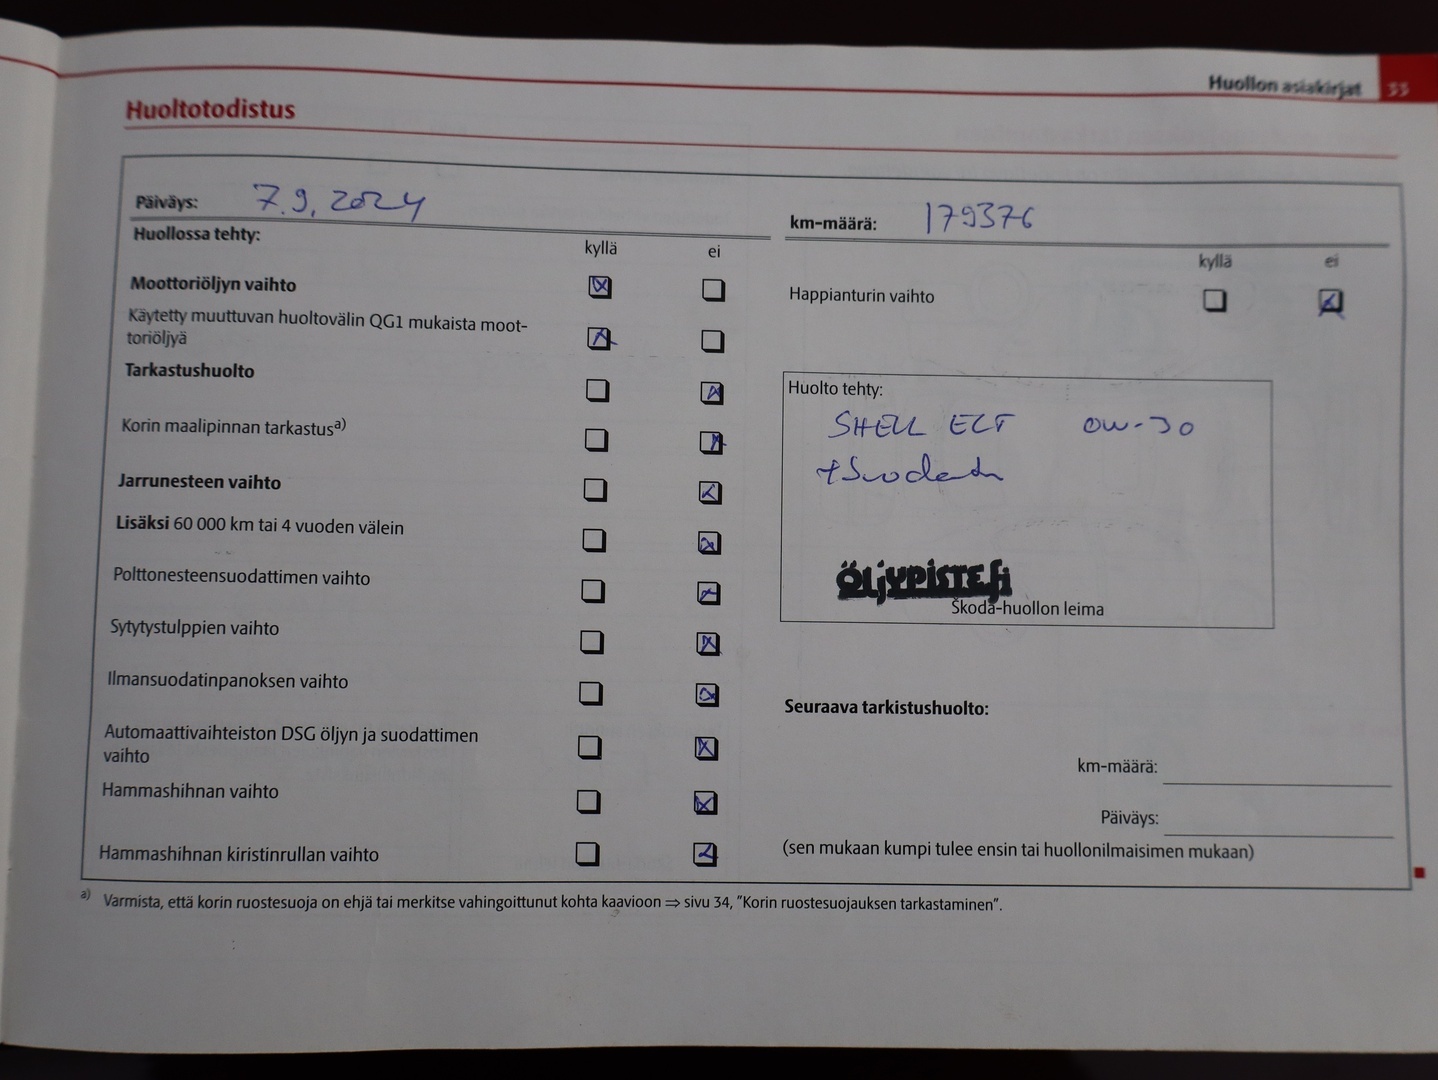 Huollon asiakirjat 33
Huoltotodistus
Päiväys: 7.9.2024
km-määrä: 179376
Huollossa tehty:
kyllä ei
kyllä ei
Moottoriöljyn vaihto
Happianturin vaihto
Käytetty muuttuvan huoltovälin QG1 mukaista moot-
toriöljyä
Tarkastushuolto
Korin maalipinnan tarkastusa)
Jarrunesteen vaihto
Lisäksi 60 000 km tai 4 vuoden välein
Polttonesteensuodattimen vaihto
Sytytystulppien vaihto
Ilmansuodatinpanoksen vaihto
Automaattivaihteiston DSG öljyn ja suodattimen
vaihto
Hammashihnan vaihto
Hammashihnan kiristinrullan vaihto
Huolto tehty:
SHELL ECT 0W-30
+Suodatin
Öljypiste.fi
Škoda-huollon leima
Seuraava tarkistushuolto:
km-määrä:
Päiväys:
(sen mukaan kumpi tulee ensin tai huollonilmaisimen mukaan)
a) Varmista, että korin ruostesuoja on ehjä tai merkitse vahingoittunut kohta kaavioon ⇒ sivu 34, "Korin ruostesuojauksen tarkastaminen".